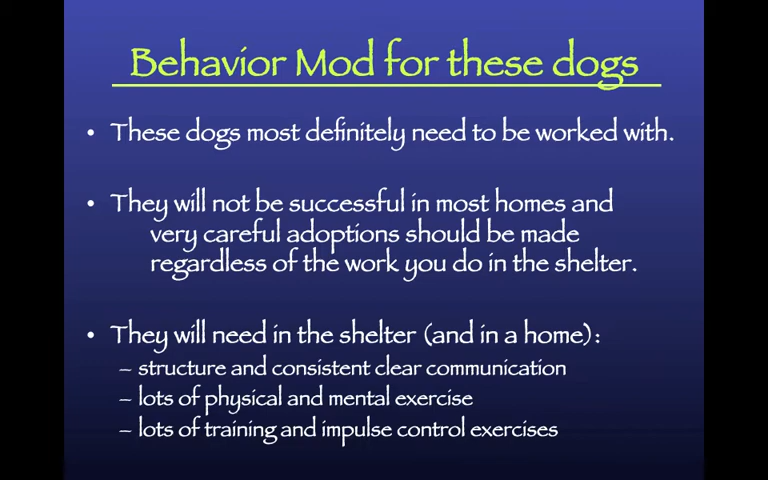 Behavior Mod for these dogs
• These dogs most definitely need to be worked with.
• They will not be successful in most homes and
very careful adoptions should be made
regardless of the work you do in the shelter.
• They will need in the shelter (and in a home):
– structure and consistent clear communication
– lots of physical and mental exercise
– lots of training and impulse control exercises